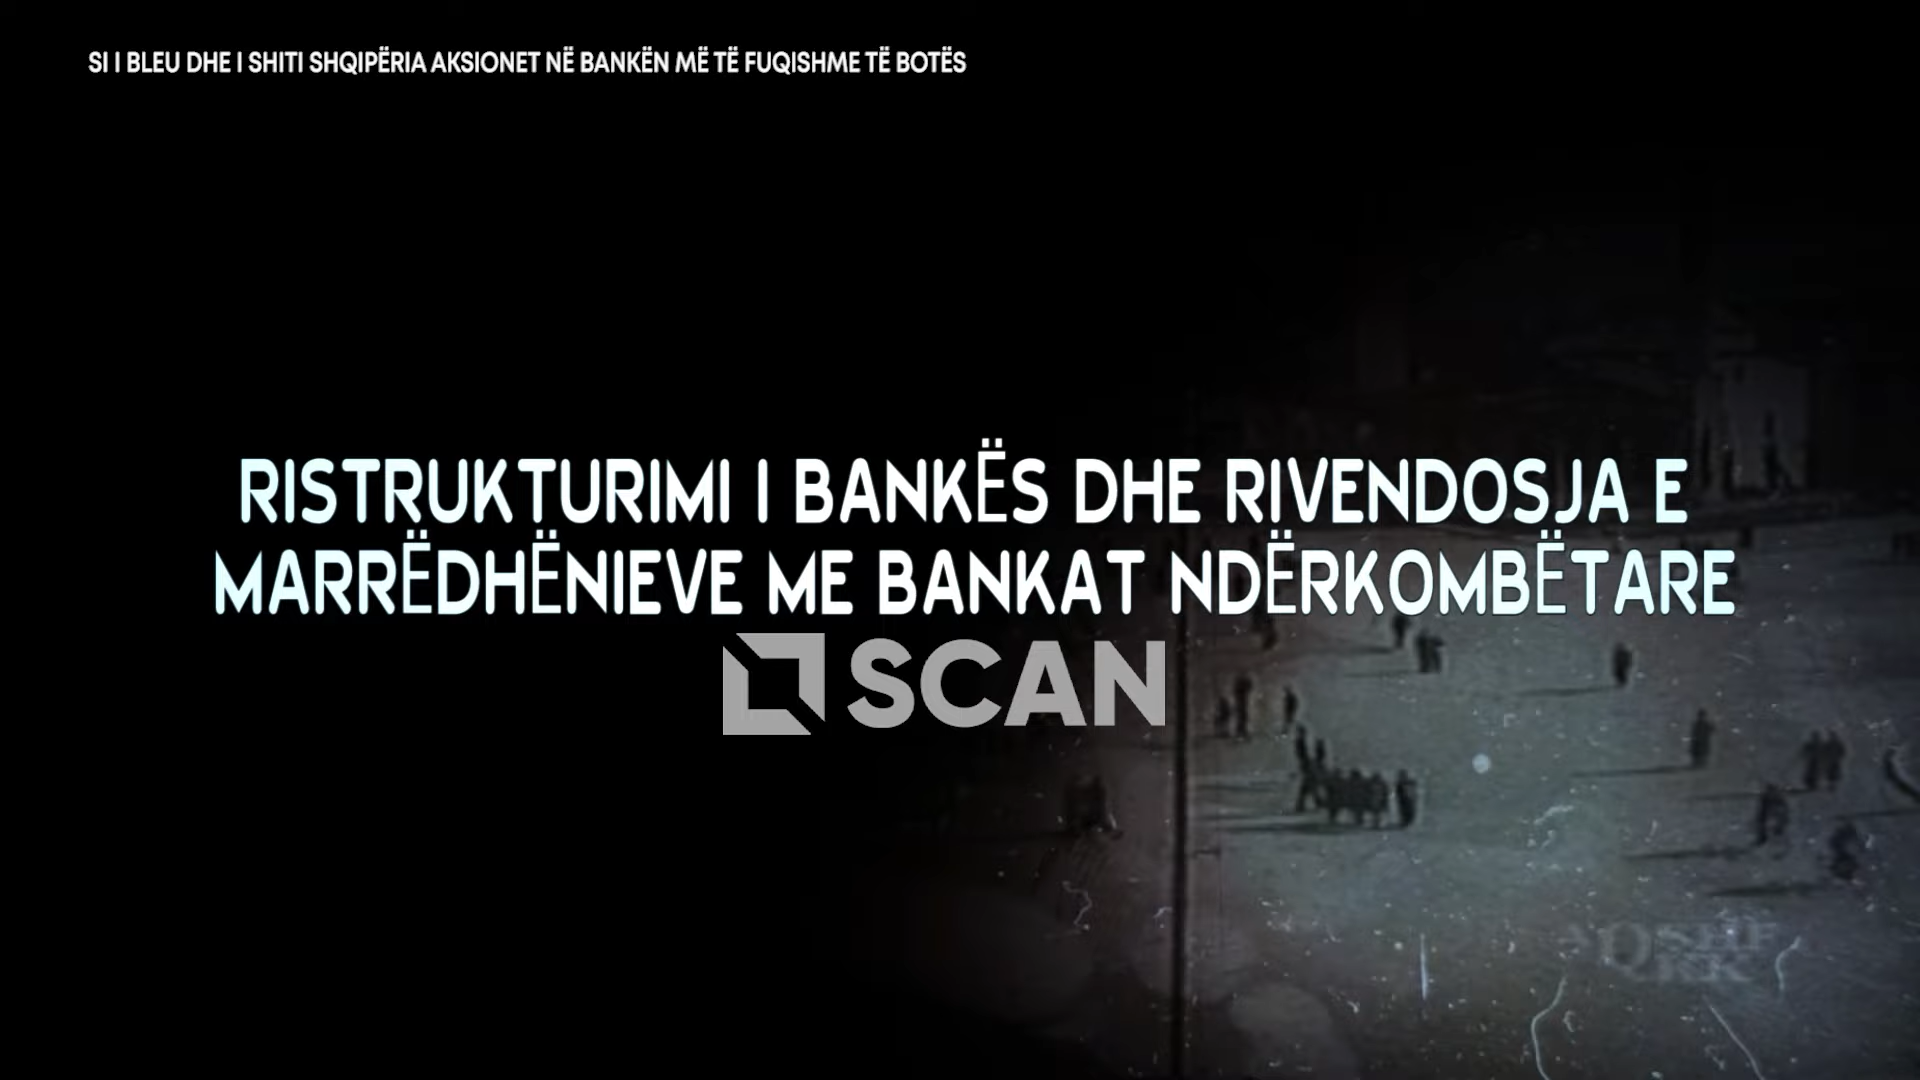 SI I BLEU DHE I SHITI SHQIPËRIA AKSIONET NË BANKËN MË TË FUQISHME TË BOTËS
RISTRUKTURIMI I BANKËS DHE RIVENDOSJA E
MARRËDHËNIEVE ME BANKAT NDËRKOMBËTARE
SCAN
AQSHF